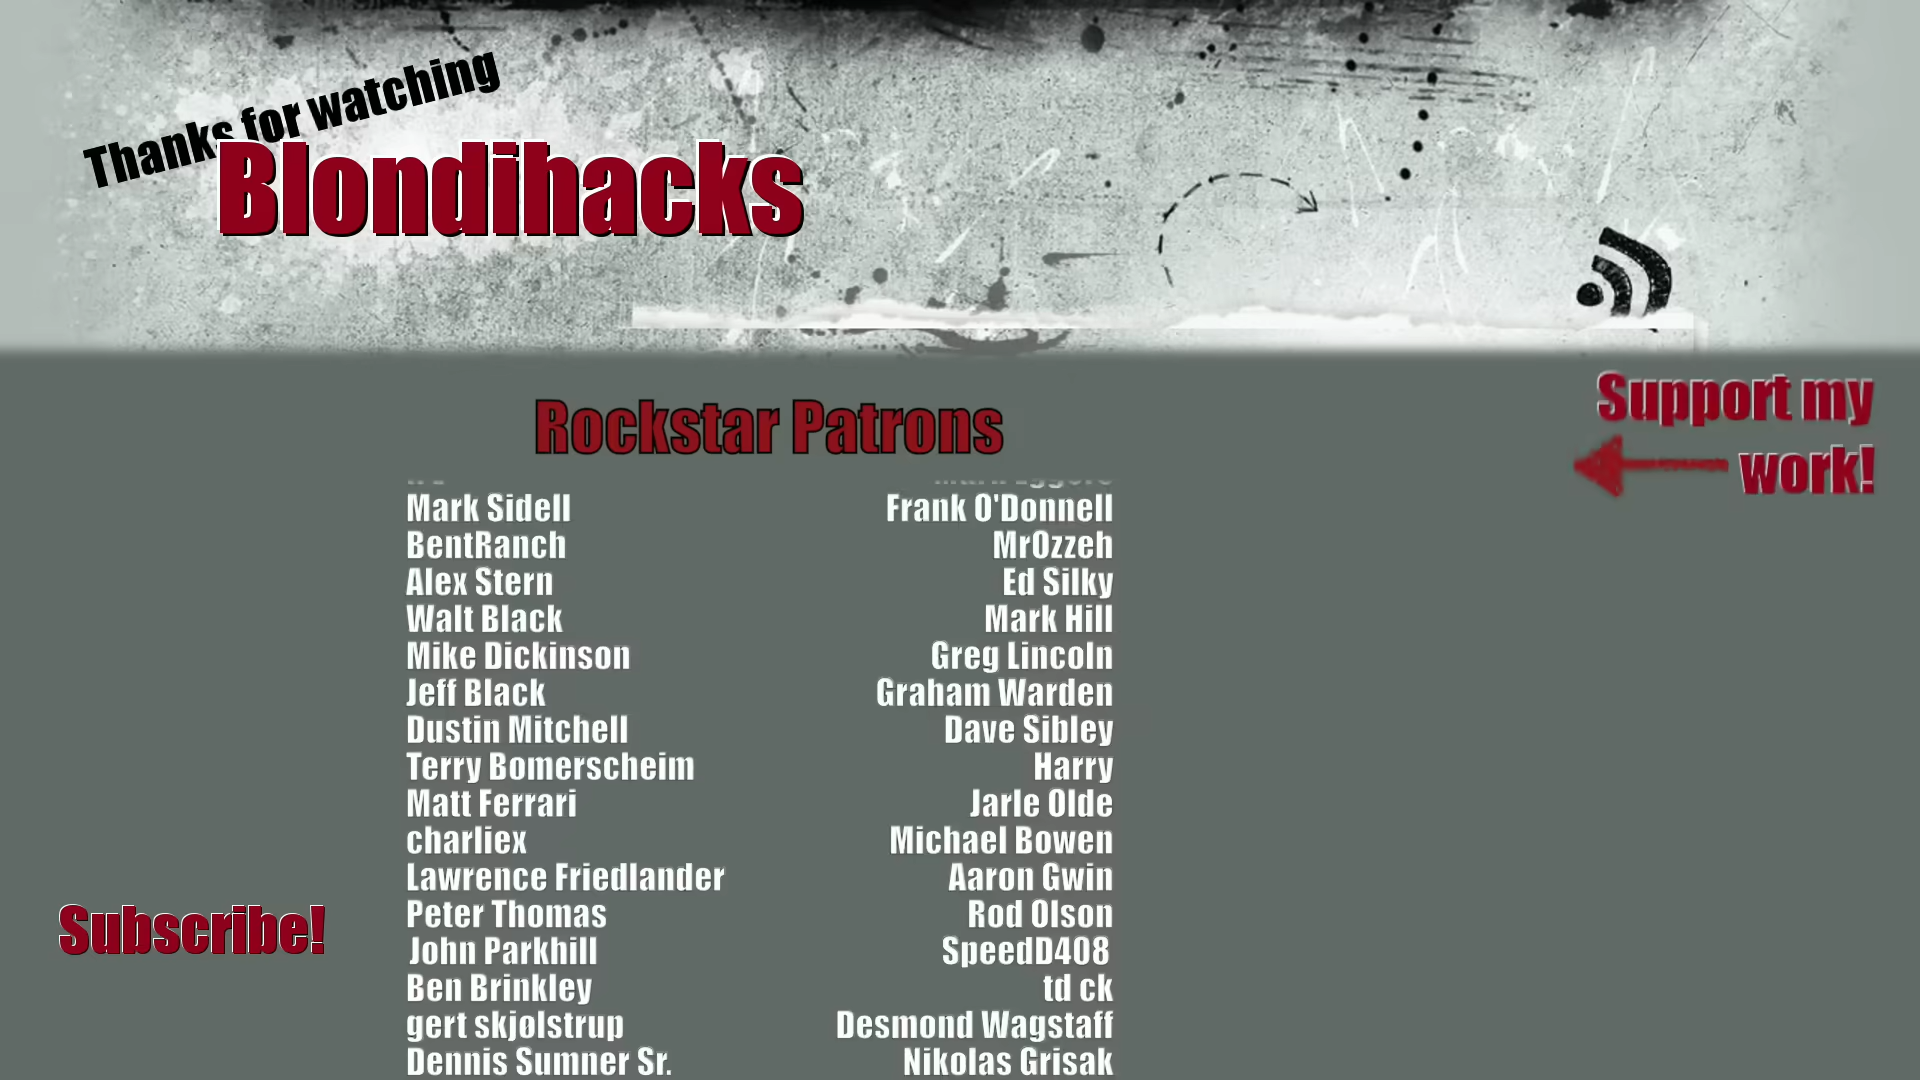 Thanks for watching
Blondihacks
Support my
work!
Rockstar Patrons
Mark Sidell
Frank O'Donnell
BentRanch
MrOzzeh
Alex Stern
Ed Silky
Walt Black
Mark Hill
Mike Dickinson
Greg Lincoln
Jeff Black
Graham Warden
Dustin Mitchell
Dave Sibley
Terry Bomerscheim
Harry
Matt Ferrari
Jarle Olde
charliex
Michael Bowen
Lawrence Friedlander
Aaron Gwin
Peter Thomas
Rod Olson
John Parkhill
SpeedD408
Ben Brinkley
td ck
gert skjølstrup
Desmond Wagstaff
Dennis Sumner Sr.
Nikolas Grisak
Subscribe!